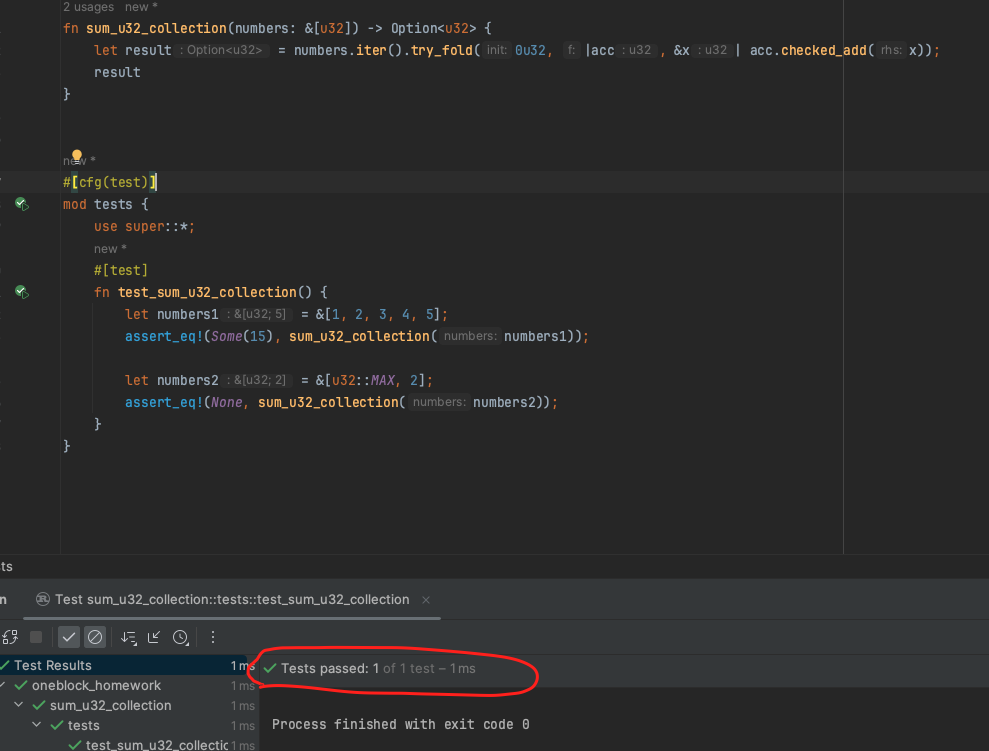 2 usages new *
fn sum_u32_collection(numbers: &[u32]) -> Option<u32> {
let result : Option<u32> = numbers.iter().try_fold( init: 0u32, f: |acc : u32 , &x : u32 | acc.checked_add( rhs: x));
result
}
new *
#[cfg(test)]
mod tests {
use super::*;
new *
#[test]
fn test_sum_u32_collection() {
let numbers1 : &[u32; 5] = &[1, 2, 3, 4, 5];
assert_eq!(Some(15), sum_u32_collection( numbers: numbers1));
let numbers2 : &[u32; 2] = &[u32::MAX, 2];
assert_eq!(None, sum_u32_collection( numbers: numbers2));
}
}
ts
n Test sum_u32_collection::tests::test_sum_u32_collection ×
Test Results 1 ms
Tests passed: 1 of 1 test – 1 ms
oneblock_homework 1 ms
sum_u32_collection 1 ms
Process finished with exit code 0
tests 1 ms
test_sum_u32_collectic 1 ms